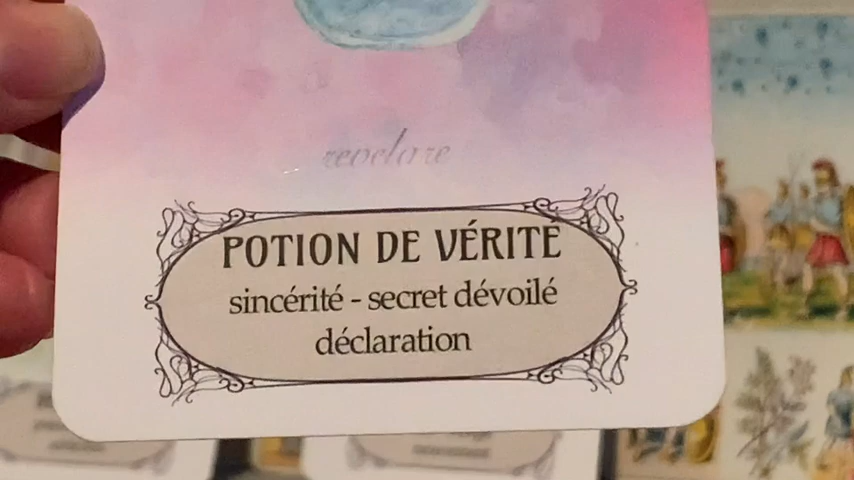 revelare
POTION DE VÉRITÉ
sincérité - secret dévoilé
déclaration